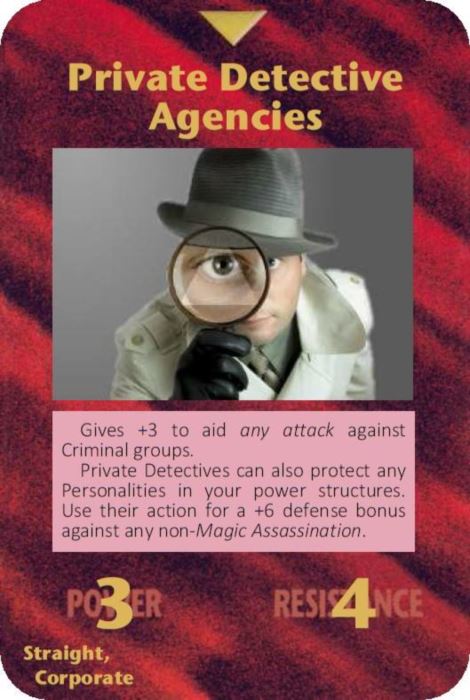 Private Detective
Agencies
Gives +3 to aid any attack against
Criminal groups.
Private Detectives can also protect any
Personalities in your power structures.
Use their action for a +6 defense bonus
against any non-Magic Assassination.
POWER 3
RESISTANCE 4
Straight,
Corporate